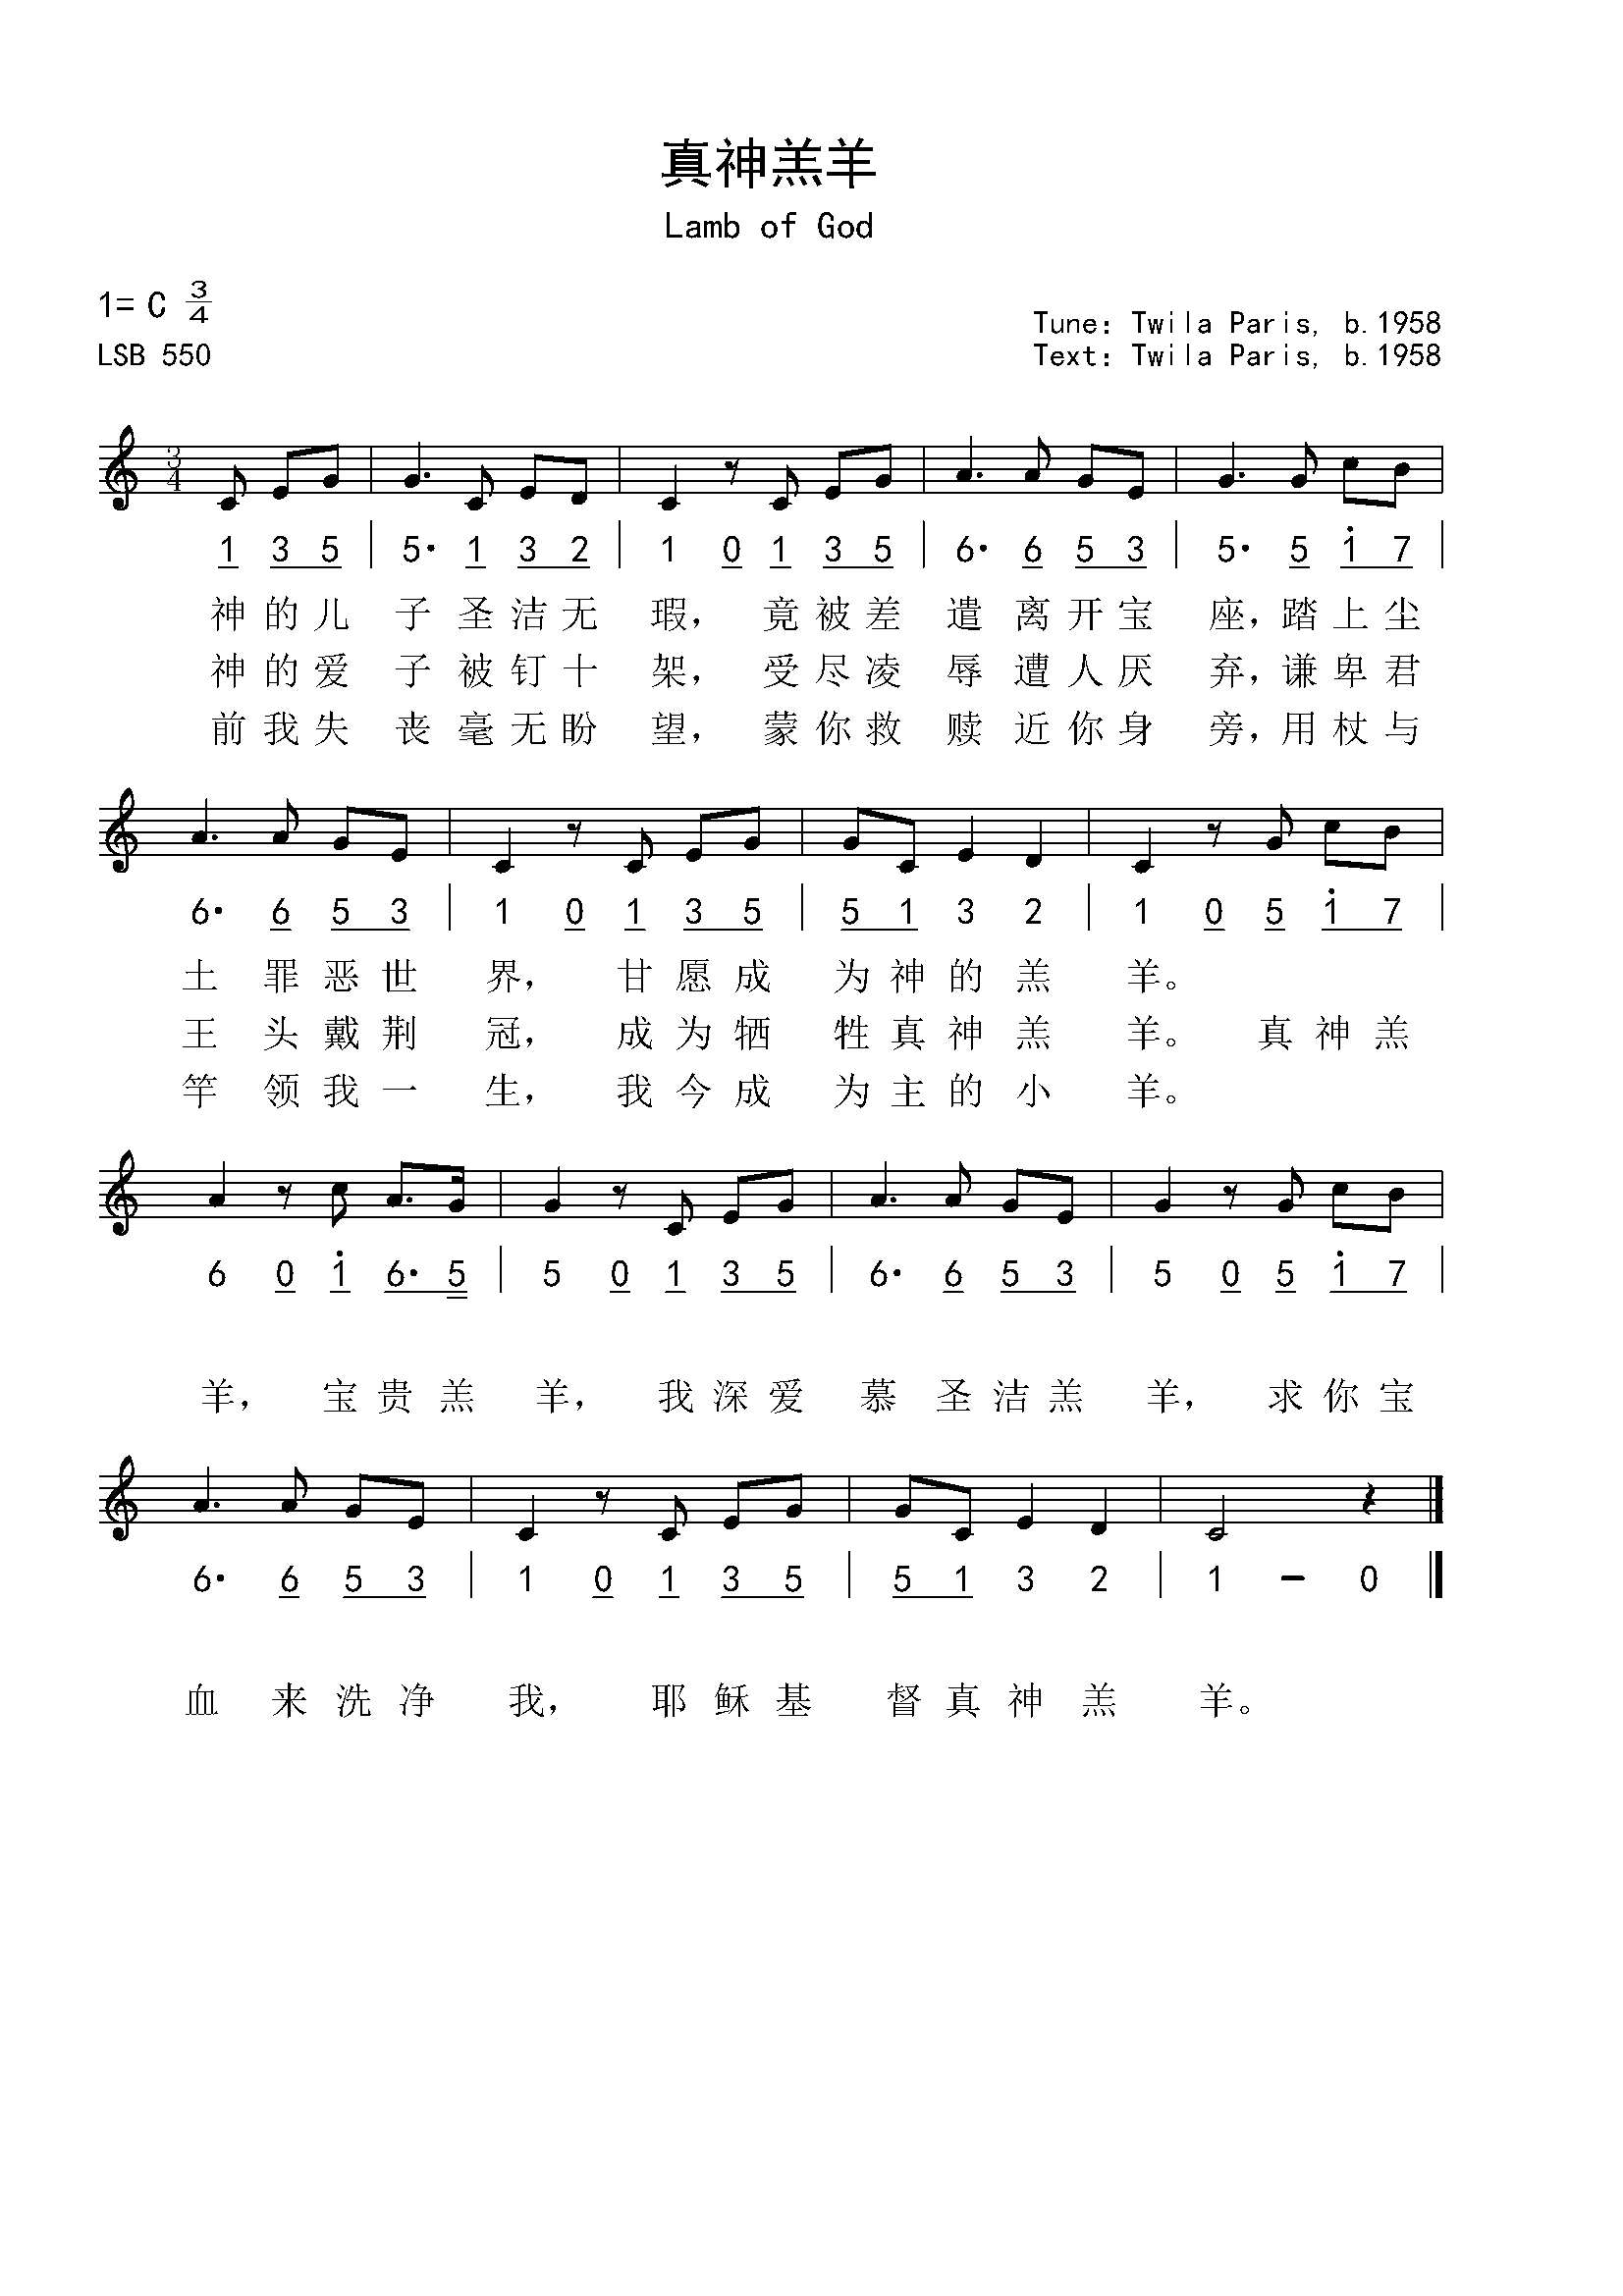 真神羔羊
Lamb of God
1= C 3/4
LSB 550
Tune: Twila Paris, b.1958
Text: Twila Paris, b.1958
3/4
1 3 5 | 5· 1 3 2 | 1 0 1 3 5 | 6· 6 5 3 | 5· 5 1̇ 7 |
神的儿 子圣洁无 瑕， 竟被差 遣离开宝 座，踏上尘
神的爱 子被钉十 架， 受尽凌 辱遭人厌 弃，谦卑君
前我失 丧毫无盼 望， 蒙你救 赎近你身 旁，用杖与
6· 6 5 3 | 1 0 1 3 5 | 5 1 3 2 | 1 0 5 1̇ 7 |
土罪恶世 界， 甘愿成 为神的羔 羊。
王头戴荆 冠， 成为牺 牲真神羔 羊。 真神羔
竿领我一 生， 我今成 为主的小 羊。
6 0 1̇ 6· 5 | 5 0 1 3 5 | 6· 6 5 3 | 5 0 5 1̇ 7 |
羊， 宝贵羔 羊， 我深爱 慕圣洁羔 羊， 求你宝
6· 6 5 3 | 1 0 1 3 5 | 5 1 3 2 | 1 – 0
血来洗净 我， 耶稣基 督真神羔 羊。